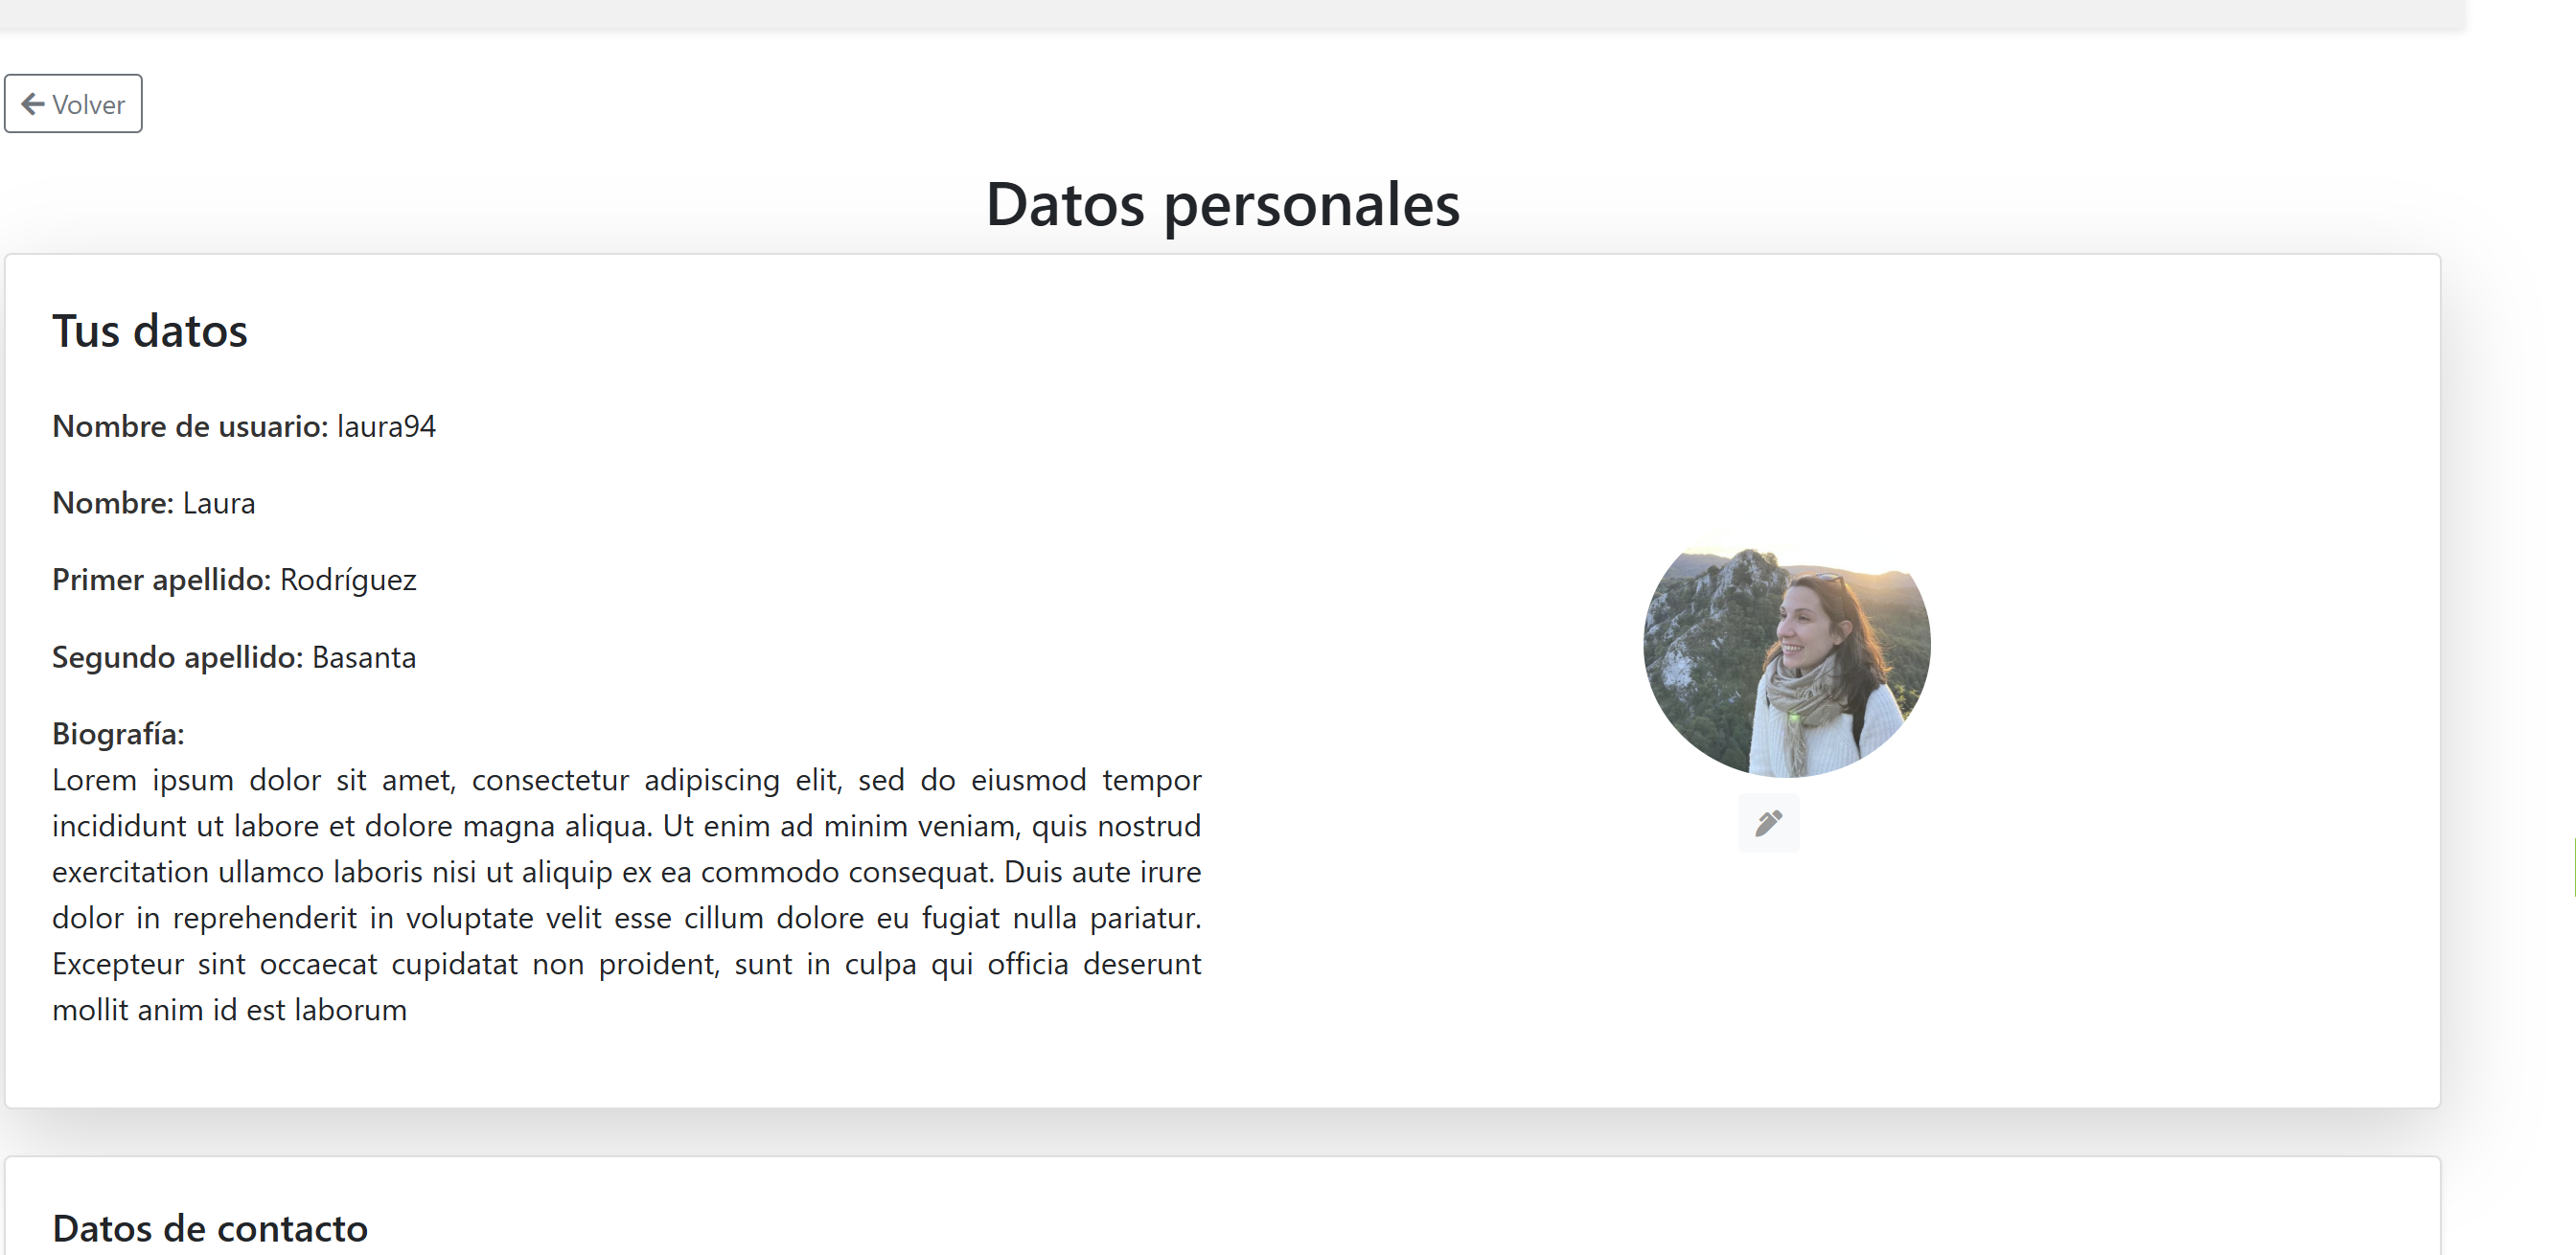 Volver
Datos personales
Tus datos
Nombre de usuario: laura94
Nombre: Laura
Primer apellido: Rodríguez
Segundo apellido: Basanta
Biografía:
Lorem ipsum dolor sit amet, consectetur adipiscing elit, sed do eiusmod tempor
incididunt ut labore et dolore magna aliqua. Ut enim ad minim veniam, quis nostrud
exercitation ullamco laboris nisi ut aliquip ex ea commodo consequat. Duis aute irure
dolor in reprehenderit in voluptate velit esse cillum dolore eu fugiat nulla pariatur.
Excepteur sint occaecat cupidatat non proident, sunt in culpa qui officia deserunt
mollit anim id est laborum
Datos de contacto